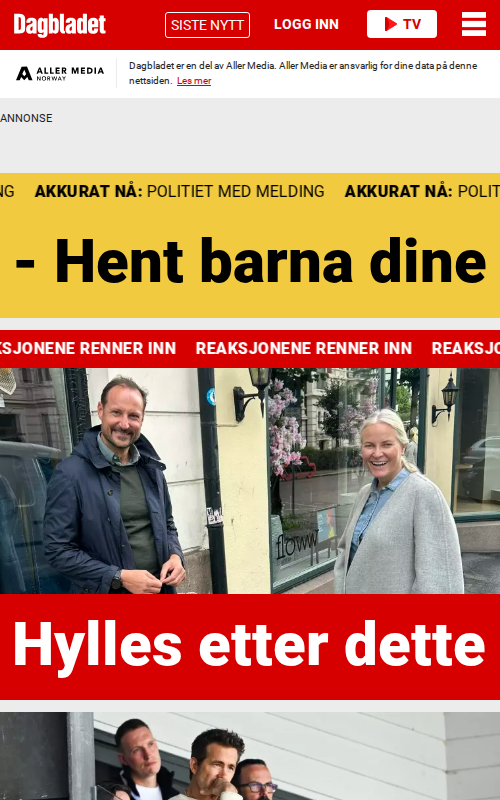 Dagbladet
SISTE NYTT
LOGG INN
TV
ALLER MEDIA
NORWAY
Dagbladet er en del av Aller Media. Aller Media er ansvarlig for dine data på denne
nettsiden. Les mer
ANNONSE
NG AKKURAT NÅ: POLITIET MED MELDING AKKURAT NÅ: POLIT
- Hent barna dine
KSJONENE RENNER INN REAKSJONENE RENNER INN REAKSJO
floww
Hylles etter dette